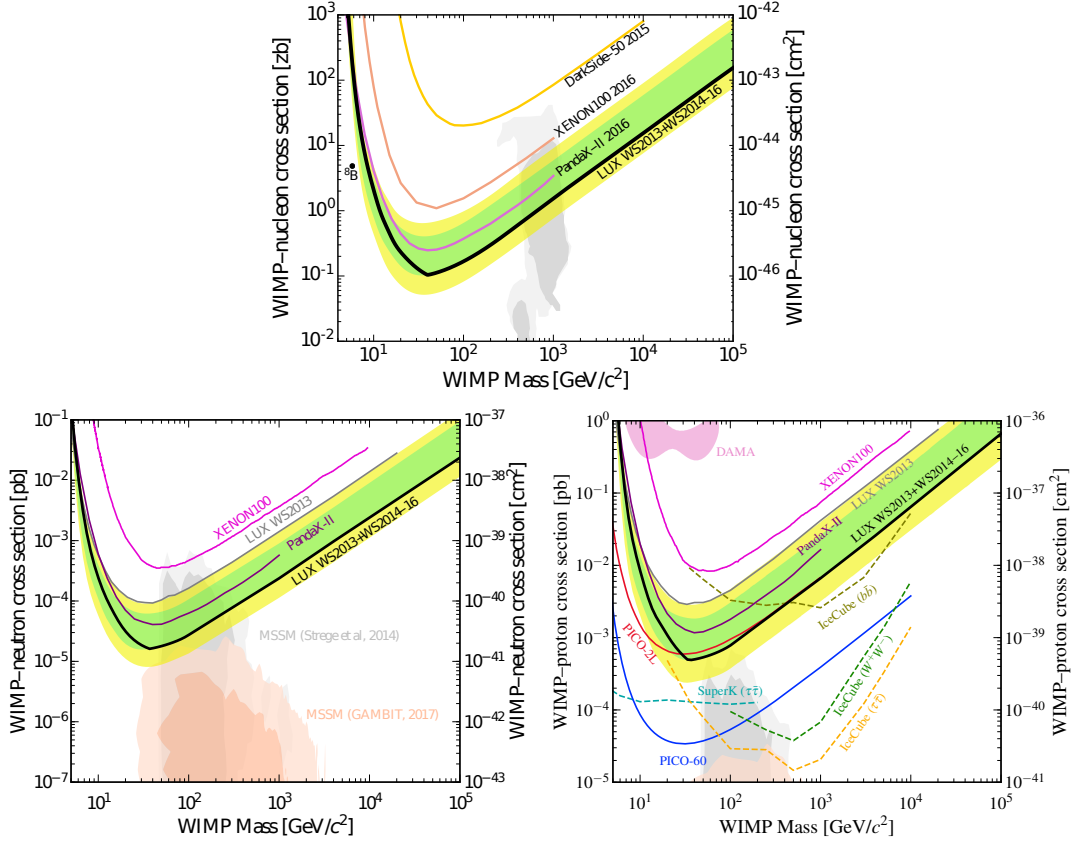 WIMP–nucleon cross section [zb]
10³
10²
10¹
10⁰
10⁻¹
10⁻²
10⁻⁴²
10⁻⁴³
10⁻⁴⁴
10⁻⁴⁵
10⁻⁴⁶
WIMP–nucleon cross section [cm²]
DarkSide-50 2015
XENON100 2016
PandaX-II 2016
LUX WS2013+WS2014–16
⁸B
10¹
10²
10³
10⁴
10⁵
WIMP Mass [GeV/c²]
WIMP–neutron cross section [pb]
10⁻¹
10⁻²
10⁻³
10⁻⁴
10⁻⁵
10⁻⁶
10⁻⁷
10⁻³⁷
10⁻³⁸
10⁻³⁹
10⁻⁴⁰
10⁻⁴¹
10⁻⁴²
10⁻⁴³
WIMP–neutron cross section [cm²]
XENON100
LUX WS2013
PandaX-II
LUX WS2013+WS2014–16
MSSM (Strege et al, 2014)
MSSM (GAMBIT, 2017)
10¹
10²
10³
10⁴
10⁵
WIMP Mass [GeV/c²]
WIMP–proton cross section [pb]
10⁰
10⁻¹
10⁻²
10⁻³
10⁻⁴
10⁻⁵
10⁻³⁶
10⁻³⁷
10⁻³⁸
10⁻³⁹
10⁻⁴⁰
10⁻⁴¹
WIMP–proton cross section [cm²]
DAMA
XENON100
LUX WS2013
PandaX-II
LUX WS2013+WS2014–16
IceCube (bb̄)
PICO-2L
SuperK (ττ̄)
IceCube (W⁺W⁻)
IceCube (ττ̄)
PICO-60
10¹
10²
10³
10⁴
10⁵
WIMP Mass [GeV/c²]